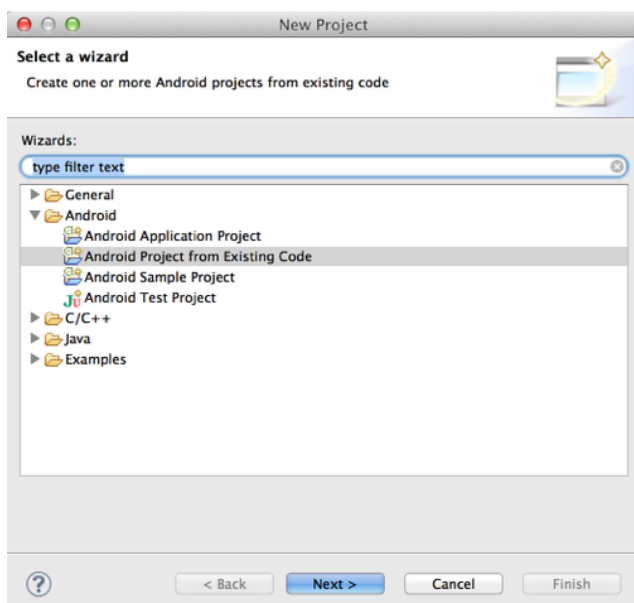 New Project
Select a wizard
Create one or more Android projects from existing code
Wizards:
type filter text
General
Android
Android Application Project
Android Project from Existing Code
Android Sample Project
Android Test Project
C/C++
Java
Examples
? < Back Next > Cancel Finish